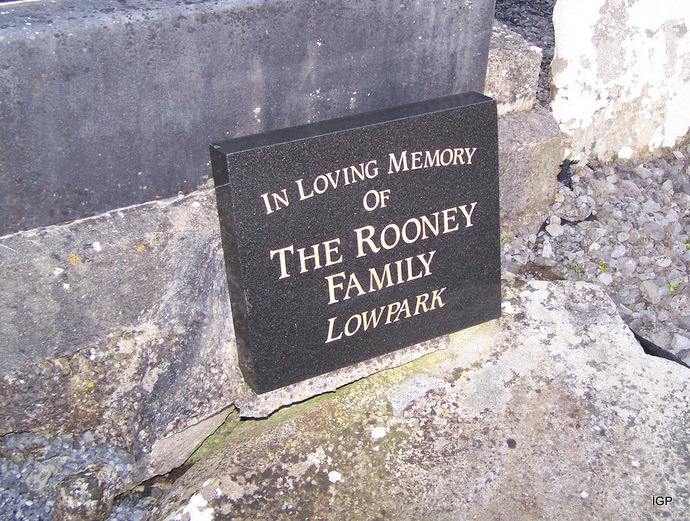 IN LOVING MEMORY
OF
THE ROONEY
FAMILY
LOWPARK
IGP